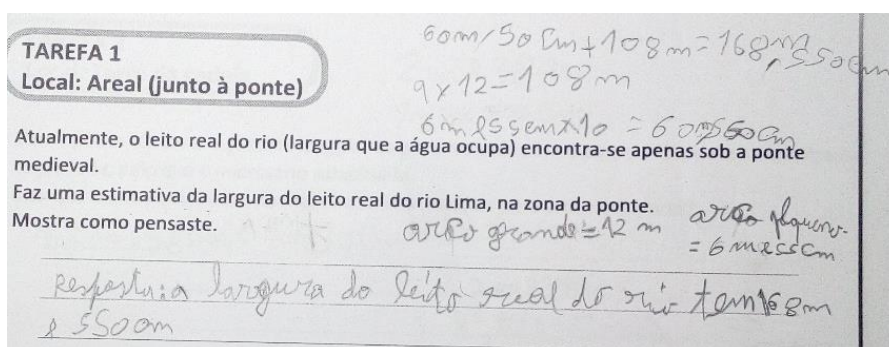 60m,50cm+108m=168m,550cm
9x12=108m
TAREFA 1
Local: Areal (junto à ponte)
6m e55cmx10 = 60m,550cm
Atualmente, o leito real do rio (largura que a água ocupa) encontra-se apenas sob a ponte
medieval.
Faz uma estimativa da largura do leito real do rio Lima, na zona da ponte.
Mostra como pensaste.
arco grande=12 m
arco pequeno
= 6m e55cm
Resposta: a largura do leito real do rio tem 168m
e 550cm